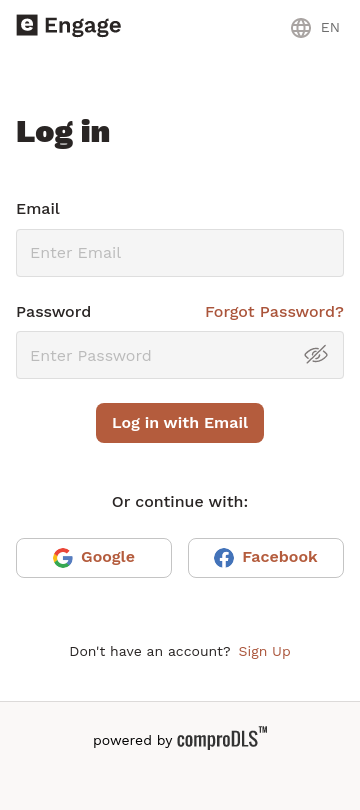 e Engage
EN
Log in
Email
Enter Email
Password Forgot Password?
Enter Password
Log in with Email
Or continue with:
Google Facebook
Don't have an account? Sign Up
powered by comproDLS™